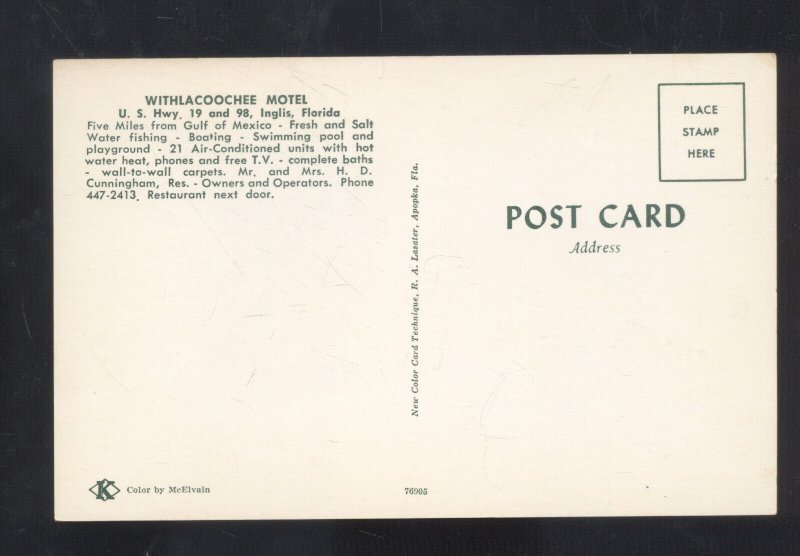 WITHLACOOCHEE MOTEL
U. S. Hwy. 19 and 98, Inglis, Florida
Five Miles from Gulf of Mexico - Fresh and Salt
Water fishing - Boating - Swimming pool and
playground - 21 Air-Conditioned units with hot
water heat, phones and free T.V. - complete baths
- wall-to-wall carpets. Mr. and Mrs. H. D.
Cunningham, Res. - Owners and Operators. Phone
447-2413. Restaurant next door.
New Color Card Technique, R. A. Lasater, Apopka, Fla.
PLACE
STAMP
HERE
POST CARD
Address
K
Color by McElvain
76905